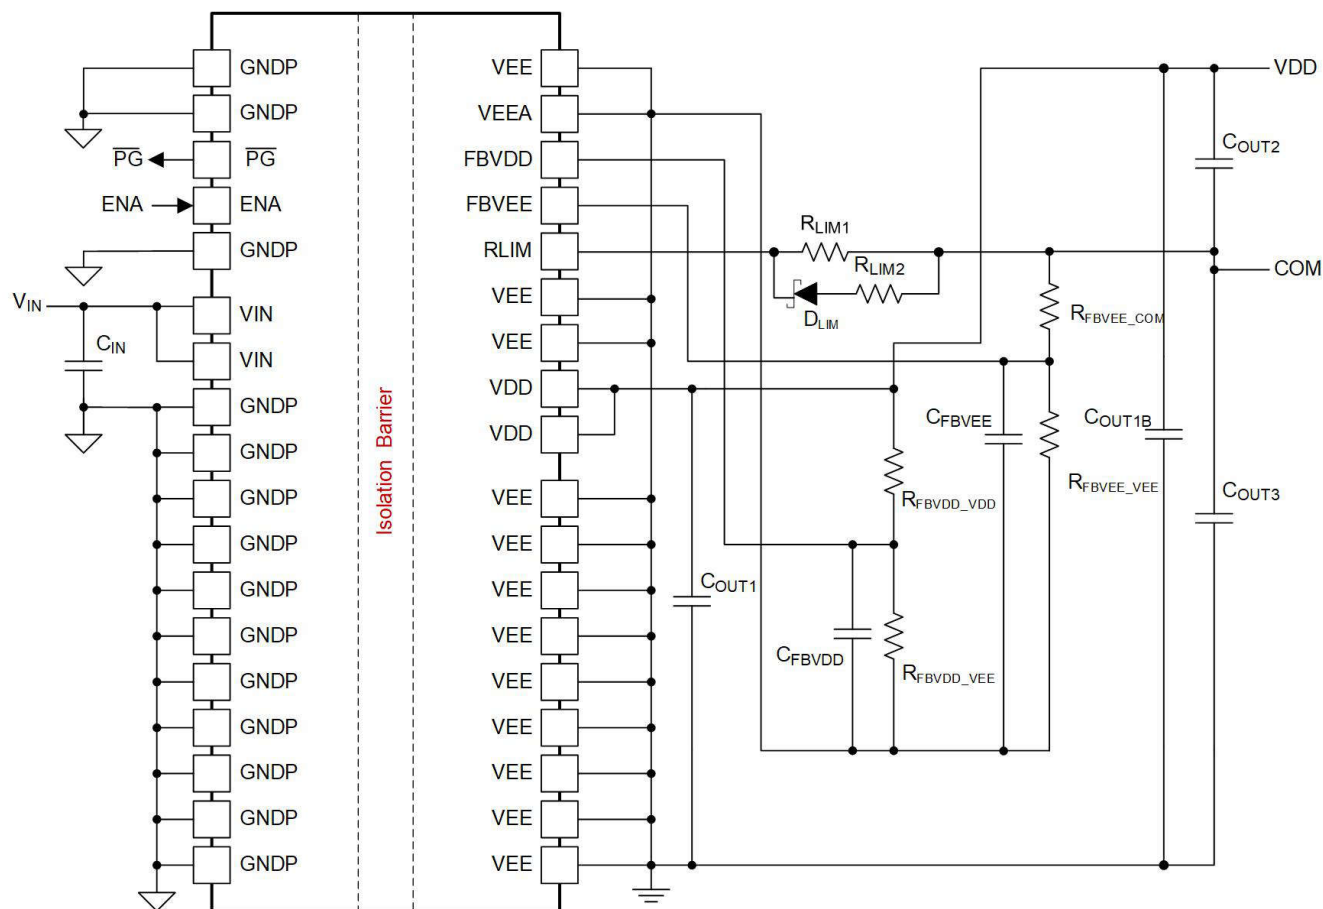 GNDP
VEE
VDD
GNDP
VEEA
COUT2
PG
PG
FBVDD
ENA
ENA
FBVEE
RLIM1
GNDP
RLIM
RLIM2
COM
VIN
VIN
VEE
DLIM
RFBVEE_COM
CIN
VIN
VEE
GNDP
VDD
Isolation Barrier
CFBVEE
COUT1B
GNDP
VDD
RFBVEE_VEE
COUT3
GNDP
VEE
RFBVDD_VDD
GNDP
VEE
GNDP
VEE
COUT1
GNDP
VEE
CFBVDD
RFBVDD_VEE
GNDP
VEE
GNDP
VEE
GNDP
VEE
GNDP
VEE
GNDP
VEE